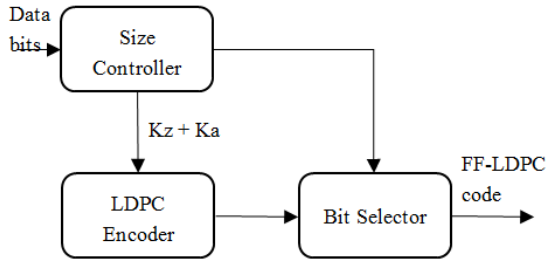 Data
bits
Size
Controller
Kz + Ka
LDPC
Encoder
Bit Selector
FF-LDPC
code